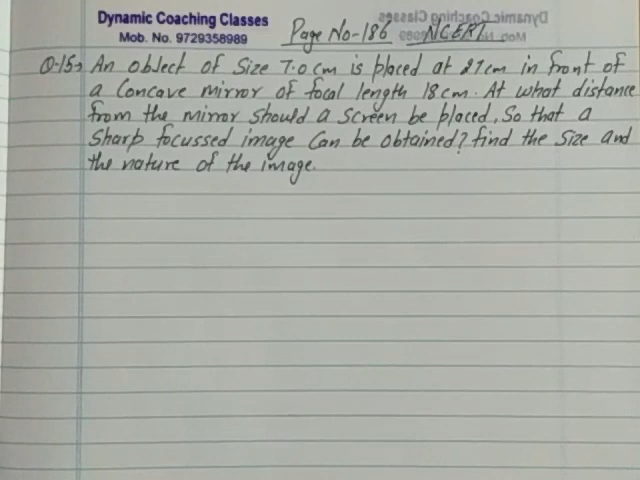 Dynamic Coaching Classes
Mob. No. 9729358989
Page No-186 NCERT
Q-15→ An object of Size 7.0 cm is placed at 27cm in front of
a Concave mirror of focal length 18 cm. At what distance
from the mirror should a screen be placed, So that a
Sharp focussed image Can be obtained? find the Size and
the nature of the image.